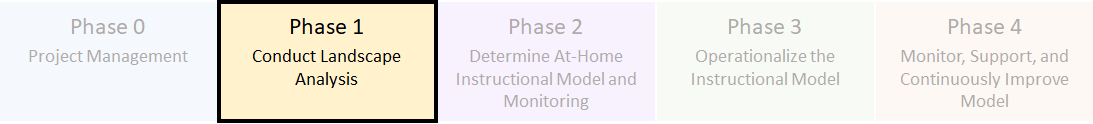 Phase 0
Project Management
Phase 1
Conduct Landscape
Analysis
Phase 2
Determine At-Home
Instructional Model and
Monitoring
Phase 3
Operationalize the
Instructional Model
Phase 4
Monitor, Support, and
Continuously Improve
Model